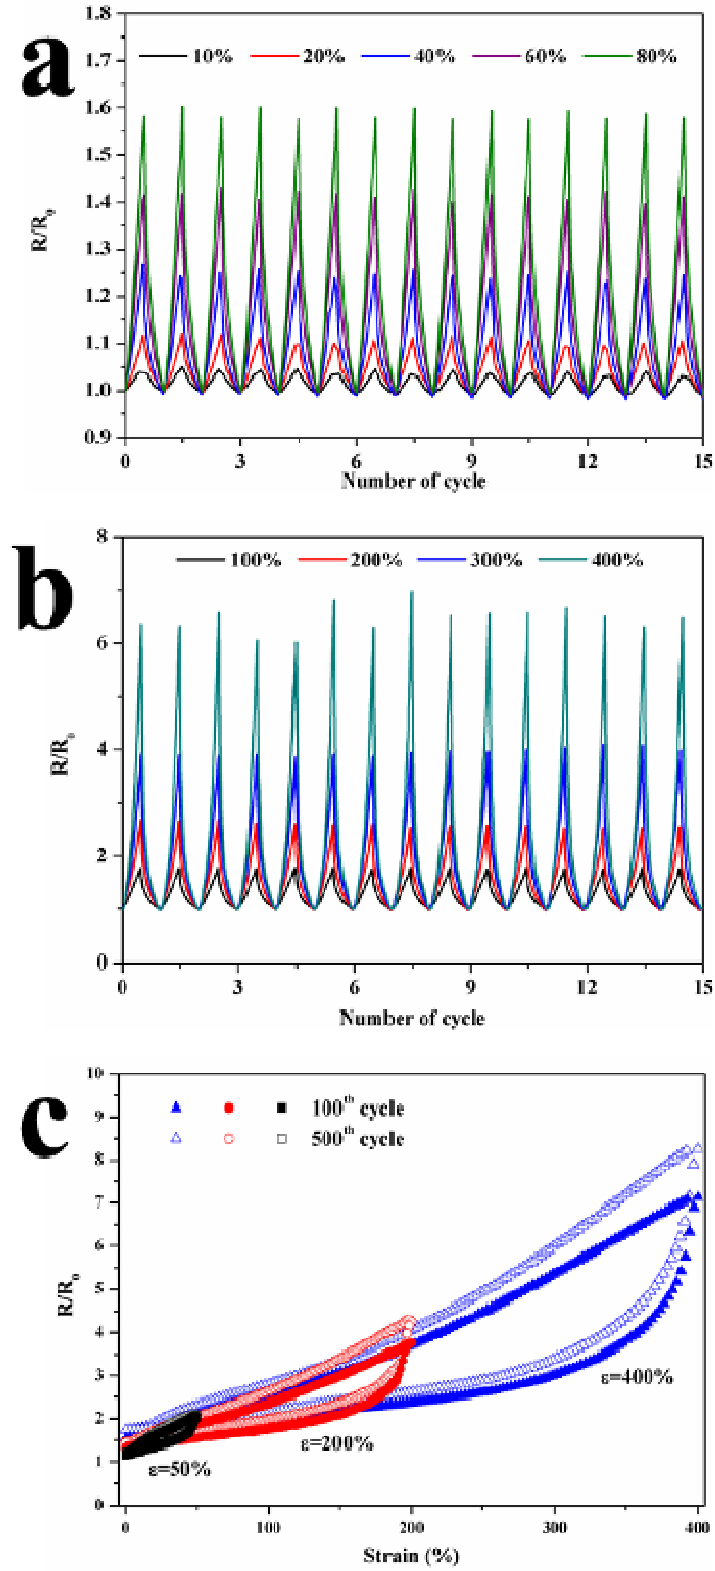 a
1.8
1.7
1.6
1.5
1.4
1.3
1.2
1.1
1.0
0.9
R/R0
10% 20% 40% 60% 80%
0 3 6 9 12 15
Number of cycle
b
8
6
4
2
0
R/R0
100% 200% 300% 400%
0 3 6 9 12 15
Number of cycle
c
10
9
8
7
6
5
4
3
2
1
0
R/R0
100th cycle
500th cycle
ε=400%
ε=200%
ε=50%
0 100 200 300 400
Strain (%)